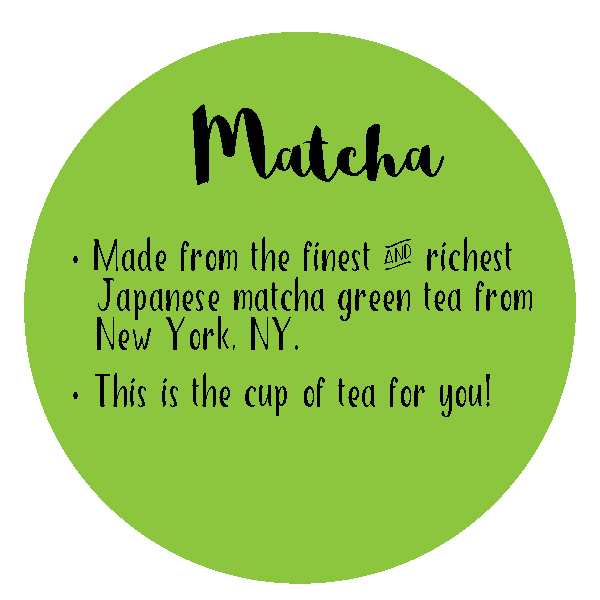 Matcha
• Made from the finest AND richest
Japanese matcha green tea from
New York, NY.
• This is the cup of tea for you!